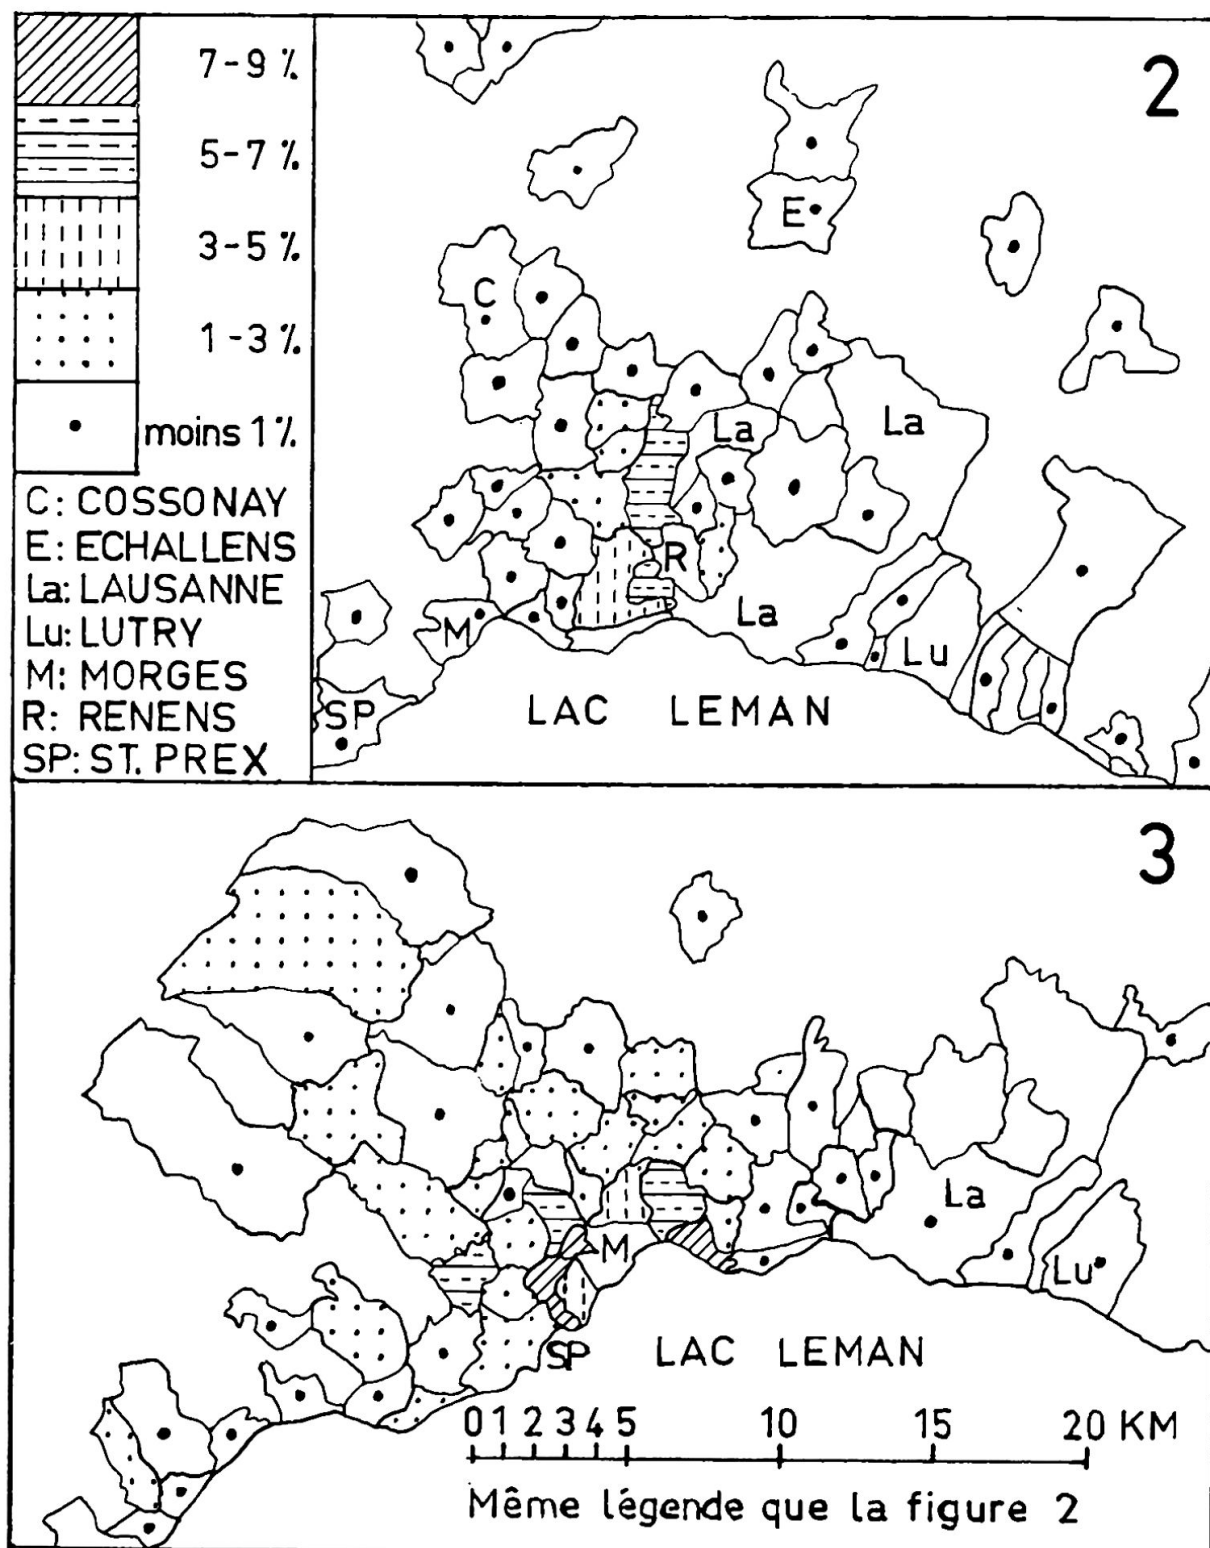 7-9 %
5-7 %
3-5 %
1-3 %
moins 1 %
C: COSSONAY
E: ECHALLENS
La: LAUSANNE
Lu: LUTRY
M: MORGES
R: RENENS
SP: ST. PREX
2
E
C
La
La
R
La
M
Lu
SP
LAC LEMAN
3
La
M
Lu
SP
LAC LEMAN
0 1 2 3 4 5 10 15 20 KM
Même légende que la figure 2